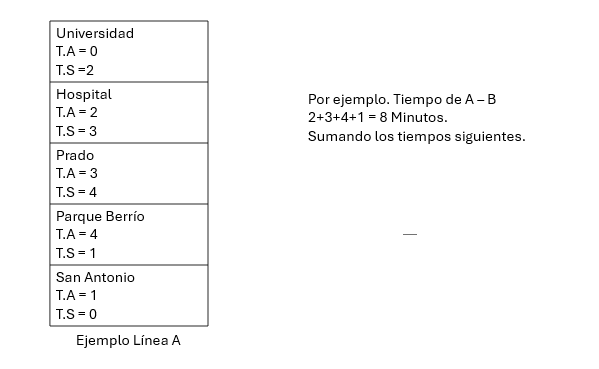 Universidad
T.A = 0
T.S =2
Hospital
T.A = 2
T.S = 3
Prado
T.A = 3
T.S = 4
Parque Berrío
T.A = 4
T.S = 1
San Antonio
T.A = 1
T.S = 0
Ejemplo Línea A
Por ejemplo. Tiempo de A – B
2+3+4+1 = 8 Minutos.
Sumando los tiempos siguientes.